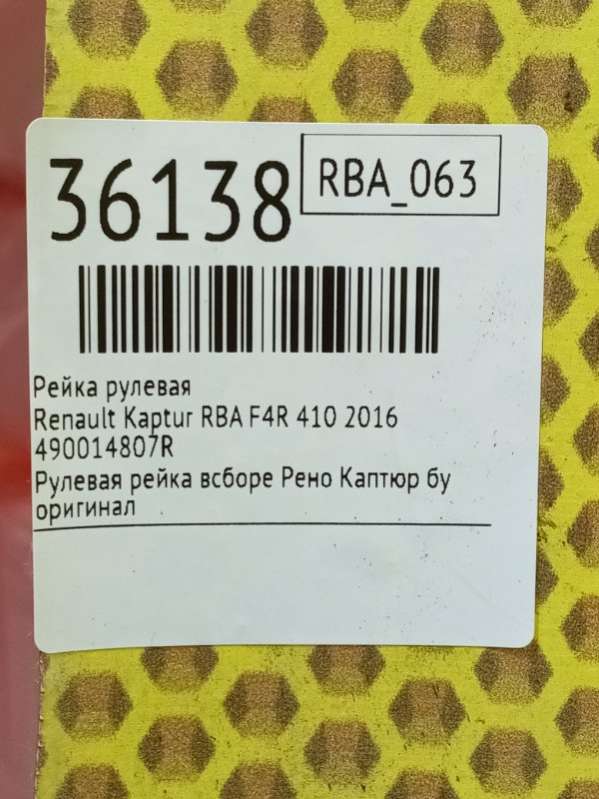 36138
RBA_063
Рейка рулевая
Renault Kaptur RBA F4R 410 2016
490014807R
Рулевая рейка всборе Рено Каптюр бу
оригинал